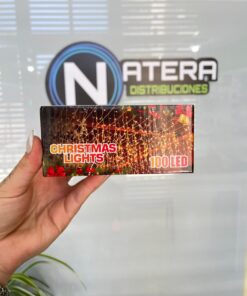 NATERA
DISTRIBUCIONES
CHRISTMAS
LIGHTS
100 LED